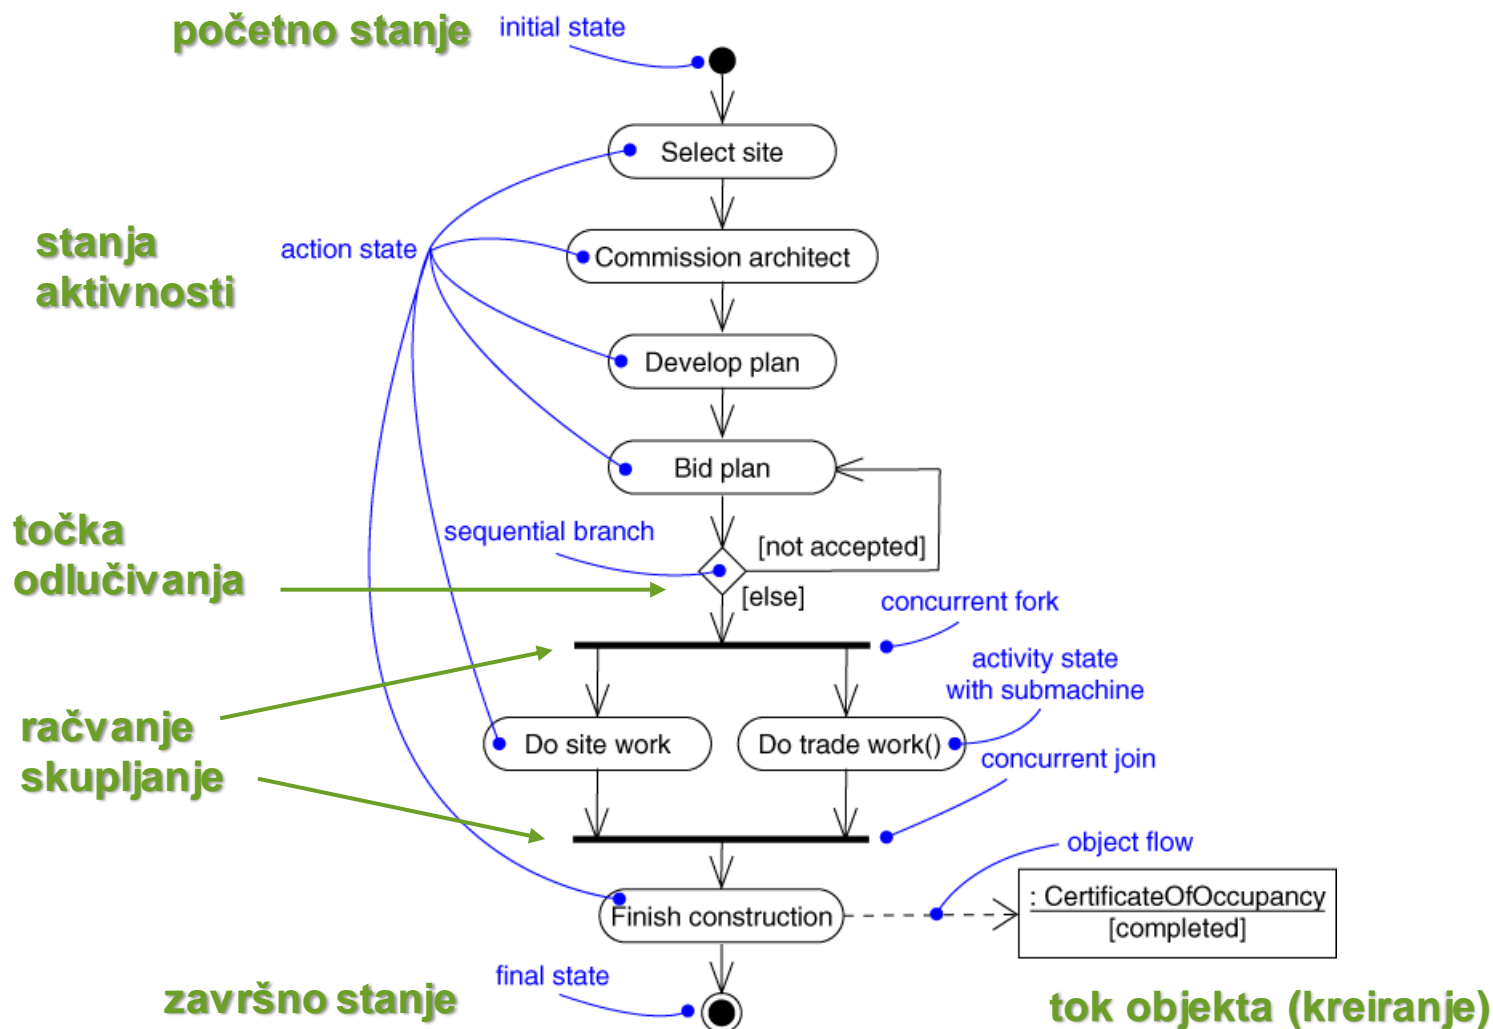 početno stanje
initial state
Select site
stanja
aktivnosti
action state
Commission architect
Develop plan
Bid plan
točka
odlučivanja
sequential branch
[not accepted]
[else]
concurrent fork
activity state
with submachine
račvanje
skupljanje
Do site work
Do trade work()
concurrent join
object flow
: CertificateOfOccupancy
[completed]
Finish construction
final state
završno stanje
tok objekta (kreiranje)